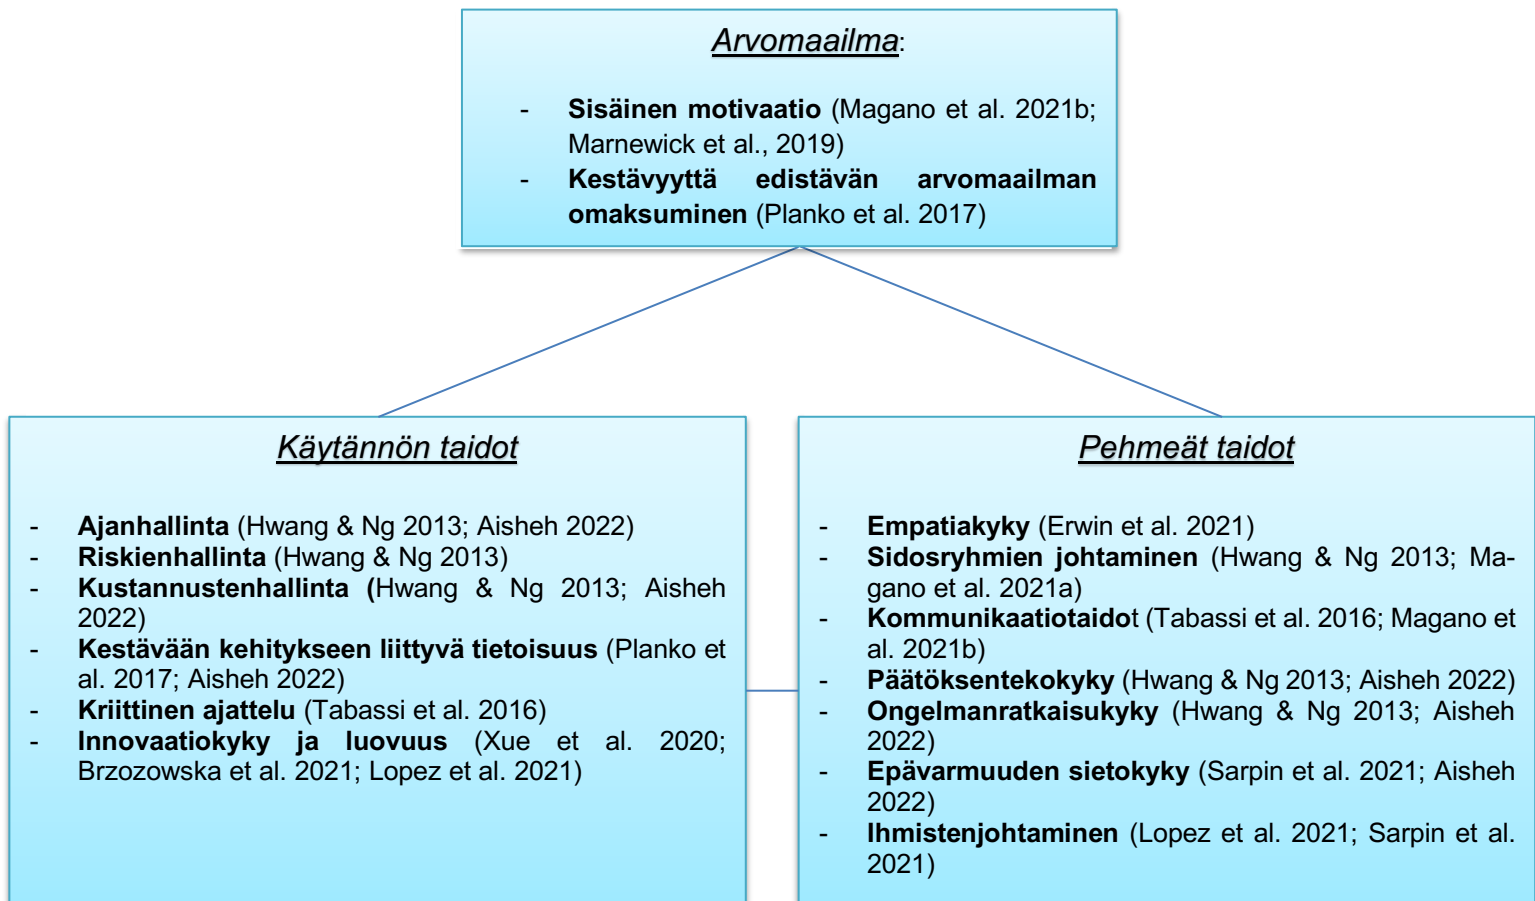 Arvomaailma:
- Sisäinen motivaatio (Magano et al. 2021b;
Marnewick et al., 2019)
- Kestävyyttä edistävän arvomaailman
omaksuminen (Planko et al. 2017)
Käytännön taidot
- Ajanhallinta (Hwang & Ng 2013; Aisheh 2022)
- Riskienhallinta (Hwang & Ng 2013)
- Kustannustenhallinta (Hwang & Ng 2013; Aisheh
2022)
- Kestävään kehitykseen liittyvä tietoisuus (Planko et
al. 2017; Aisheh 2022)
- Kriittinen ajattelu (Tabassi et al. 2016)
- Innovaatiokyky ja luovuus (Xue et al. 2020;
Brzozowska et al. 2021; Lopez et al. 2021)
Pehmeät taidot
- Empatiakyky (Erwin et al. 2021)
- Sidosryhmien johtaminen (Hwang & Ng 2013; Ma-
gano et al. 2021a)
- Kommunikaatiotaidot (Tabassi et al. 2016; Magano et
al. 2021b)
- Päätöksentekokyky (Hwang & Ng 2013; Aisheh 2022)
- Ongelmanratkaisukyky (Hwang & Ng 2013; Aisheh
2022)
- Epävarmuuden sietokyky (Sarpin et al. 2021; Aisheh
2022)
- Ihmistenjohtaminen (Lopez et al. 2021; Sarpin et al.
2021)